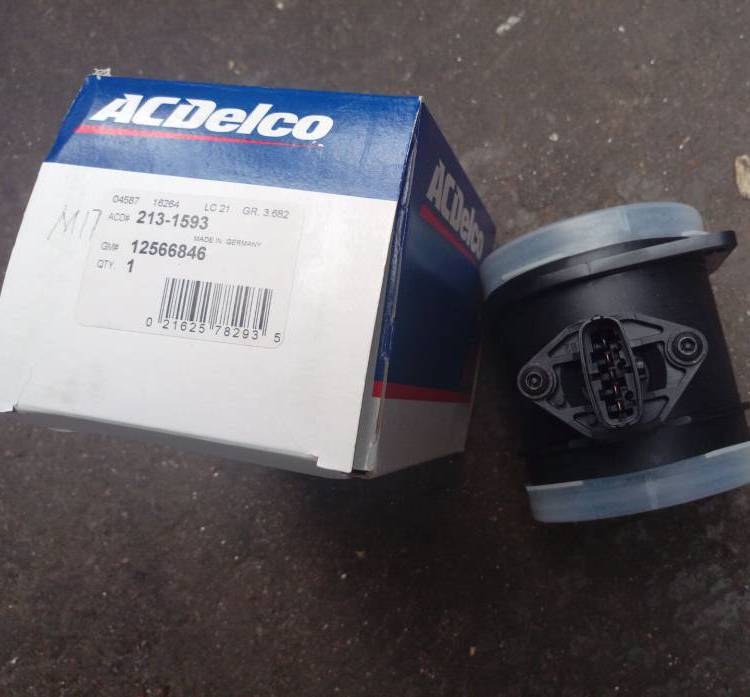 ACDelco
04587 16264 LC 21 GR. 3.682
ACD# 213-1593
MADE IN GERMANY
GM# 12566846
QTY. 1
0 21625 78293 5
M17
ACDelco